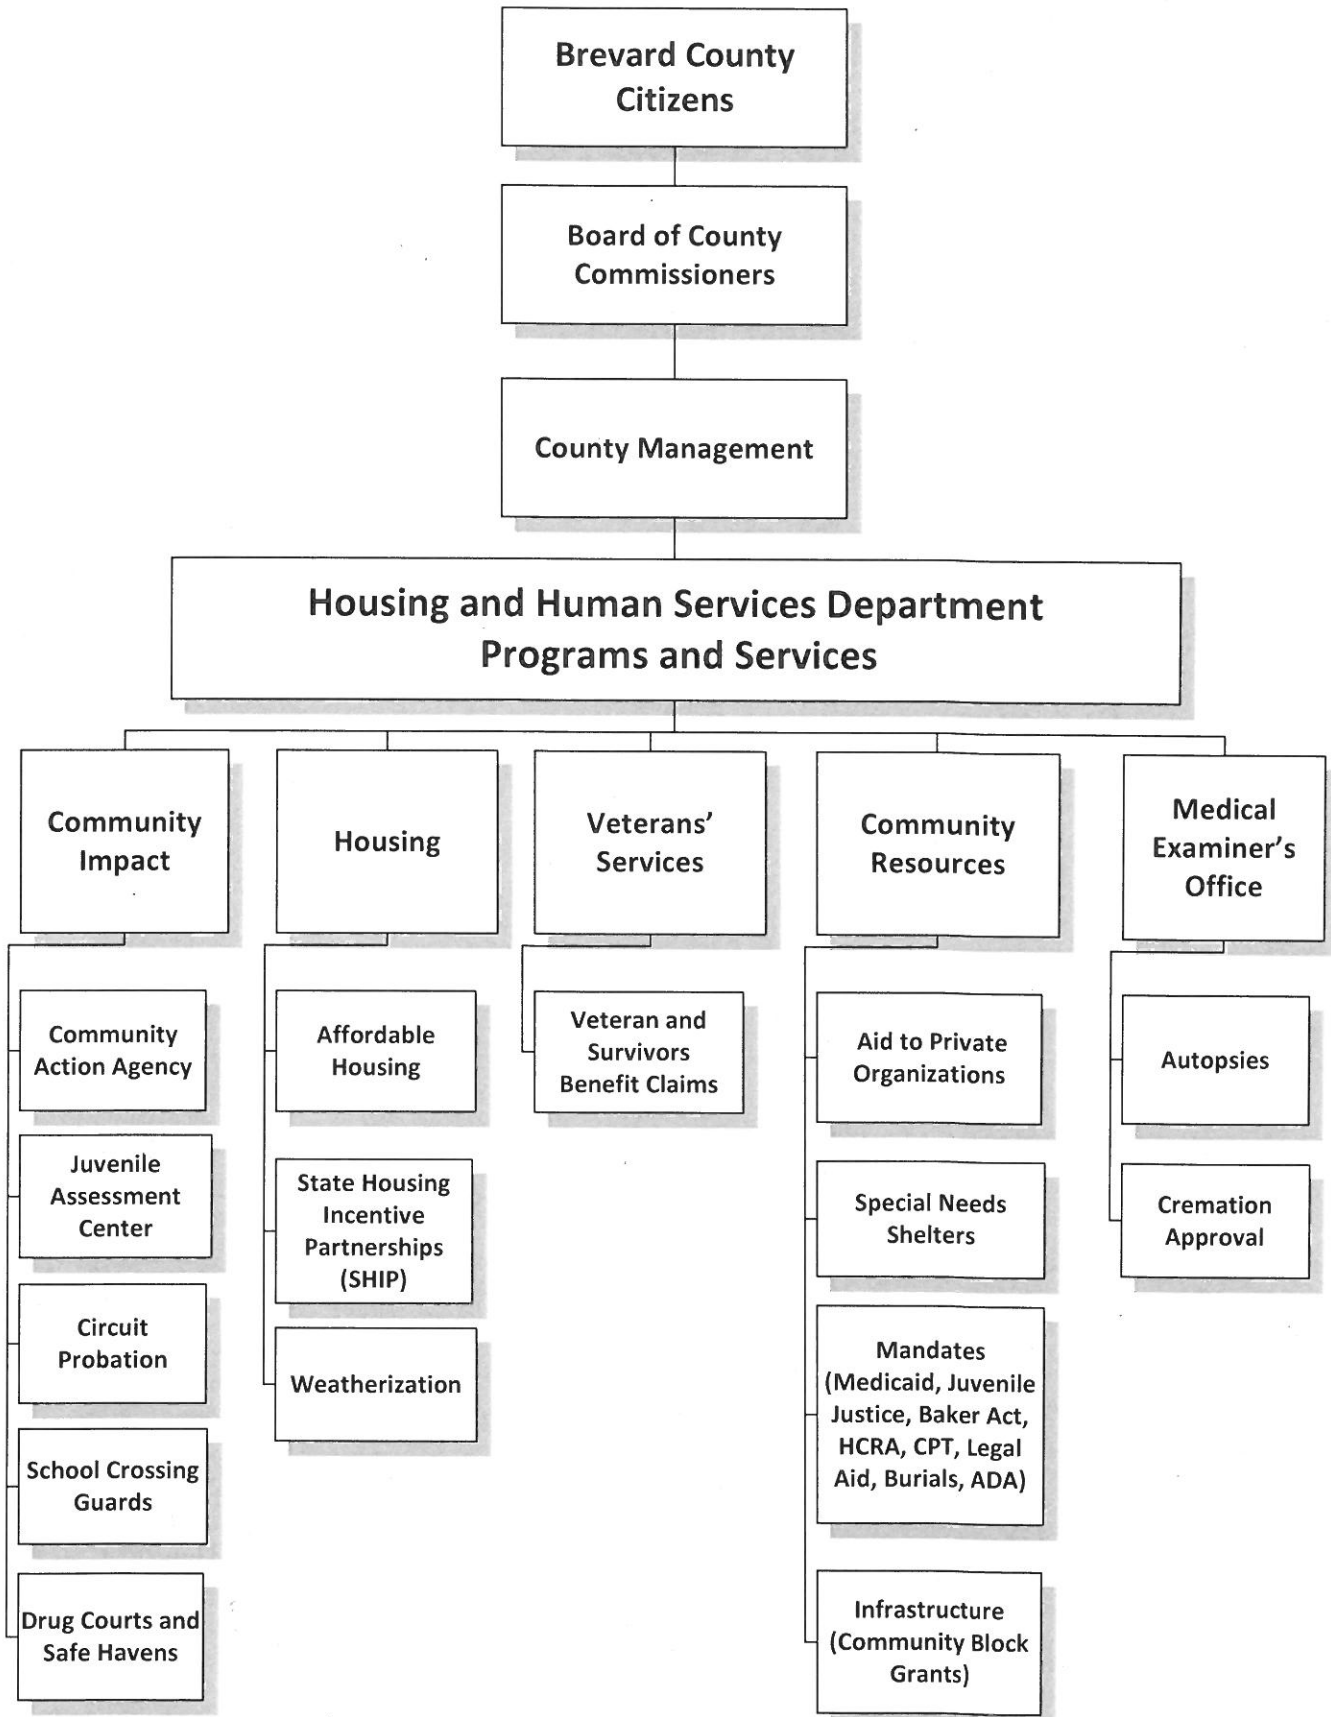 Brevard County
Citizens
Board of County
Commissioners
County Management
Housing and Human Services Department
Programs and Services
Community
Impact
Housing
Veterans’
Services
Community
Resources
Medical
Examiner’s
Office
Community
Action Agency
Juvenile
Assessment
Center
Circuit
Probation
School Crossing
Guards
Drug Courts and
Safe Havens
Affordable
Housing
State Housing
Incentive
Partnerships
(SHIP)
Weatherization
Veteran and
Survivors
Benefit Claims
Aid to Private
Organizations
Special Needs
Shelters
Mandates
(Medicaid, Juvenile
Justice, Baker Act,
HCRA, CPT, Legal
Aid, Burials, ADA)
Infrastructure
(Community Block
Grants)
Autopsies
Cremation
Approval